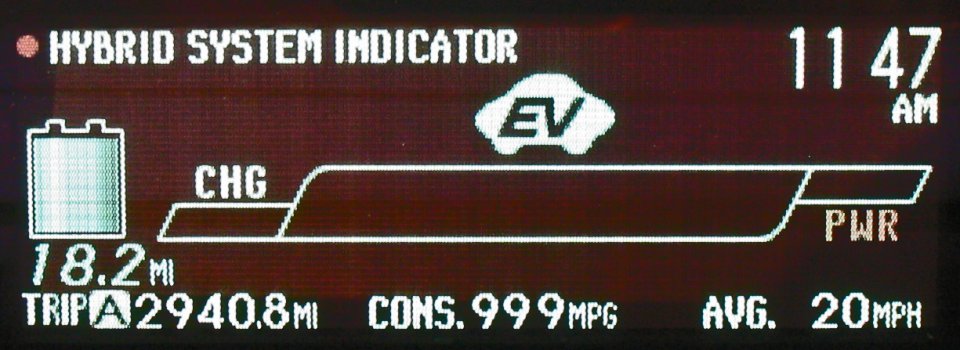 HYBRID SYSTEM INDICATOR
11 47
AM
EV
CHG
PWR
18.2MI
TRIP A 2940.8MI CONS. 999MPG AVG. 20MPH